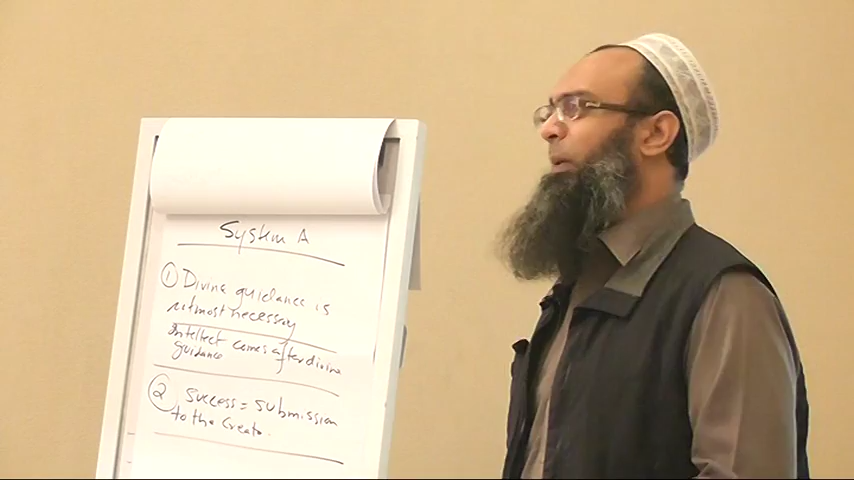 System A
① Divine guidance is
utmost necessary
Intellect comes after divine
guidance
② Success = submission
to the Creator.